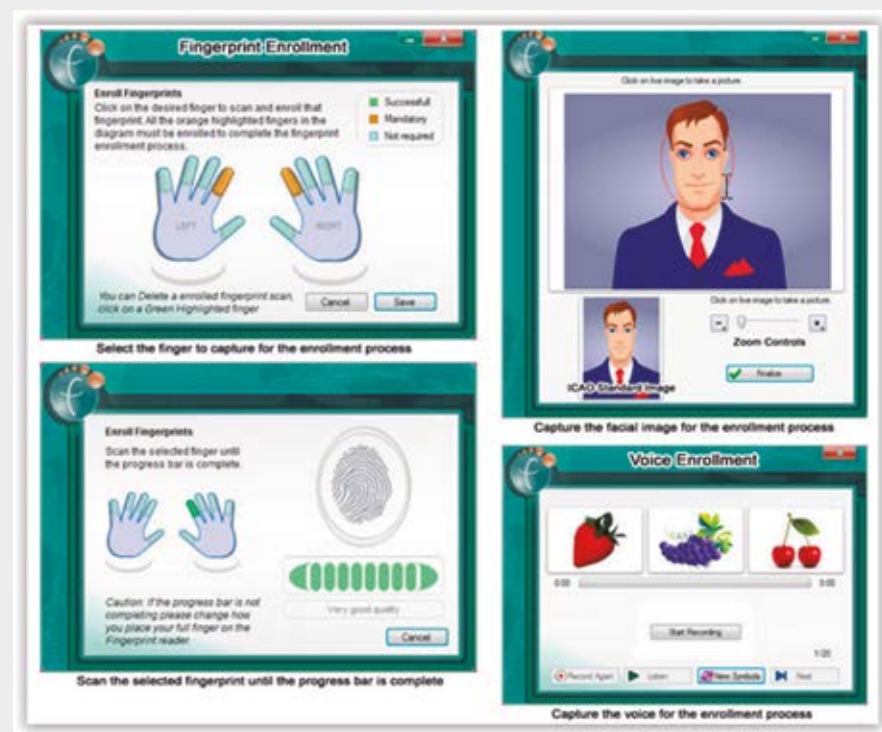 Fingerprint Enrollment
Enroll Fingerprints
Click on the desired finger to scan and enroll that
fingerprint. All the orange highlighted fingers in the
diagram must be enrolled to complete the fingerprint
enrollment process.
Successfull
Mandatory
Not required
LEFT
RIGHT
You can Delete a enrolled fingerprint scan,
click on a Green Highlighted finger
Cancel
Save
Select the finger to capture for the enrollment process
Enroll Fingerprints
Scan the selected finger until
the progress bar is complete.
Caution: If the progress bar is not
completing please change how
you place your full finger on the
Fingerprint reader.
Very good quality
Cancel
Scan the selected fingerprint until the progress bar is complete
Click on live image to take a picture.
Click on live image to take a picture.
Zoom Controls
ICAO Standard Image
Finalize
Capture the facial image for the enrollment process
Voice Enrollment
0:00
0:00
Start Recording
1/20
Record Again
Listen
New Symbols
Next
Capture the voice for the enrollment process